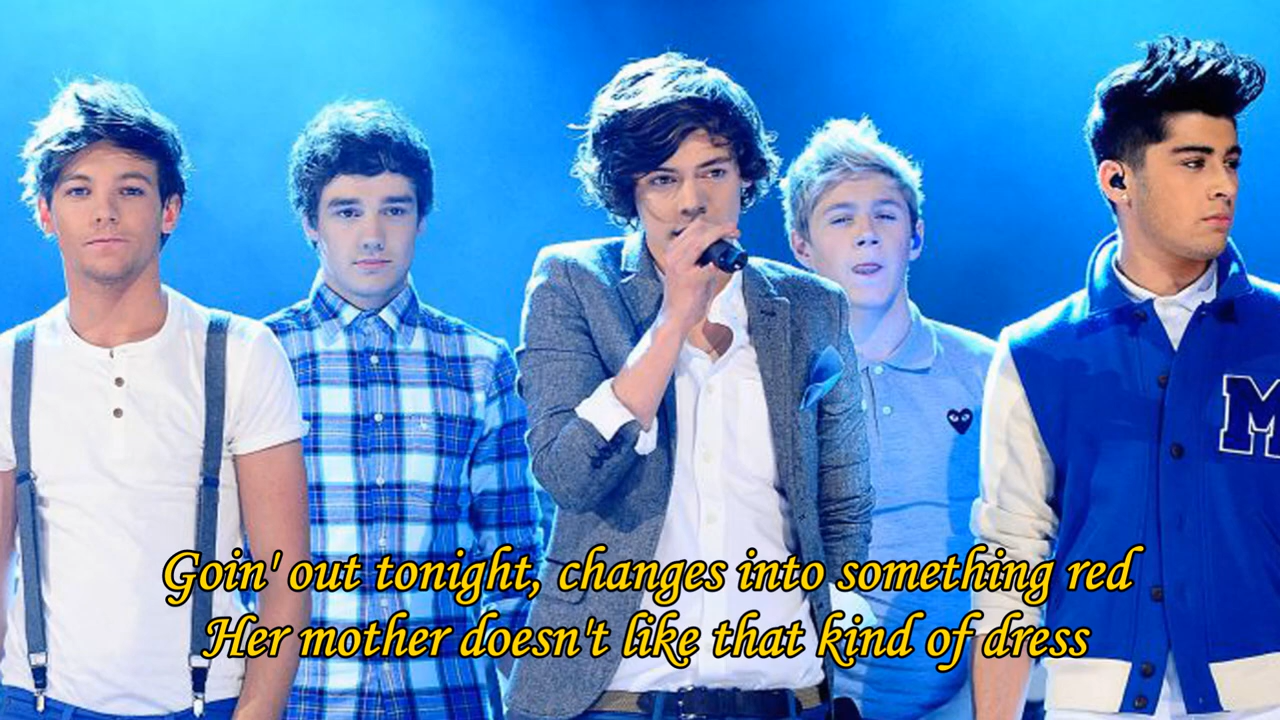 M
Goin' out tonight, changes into something red
Her mother doesn't like that kind of dress